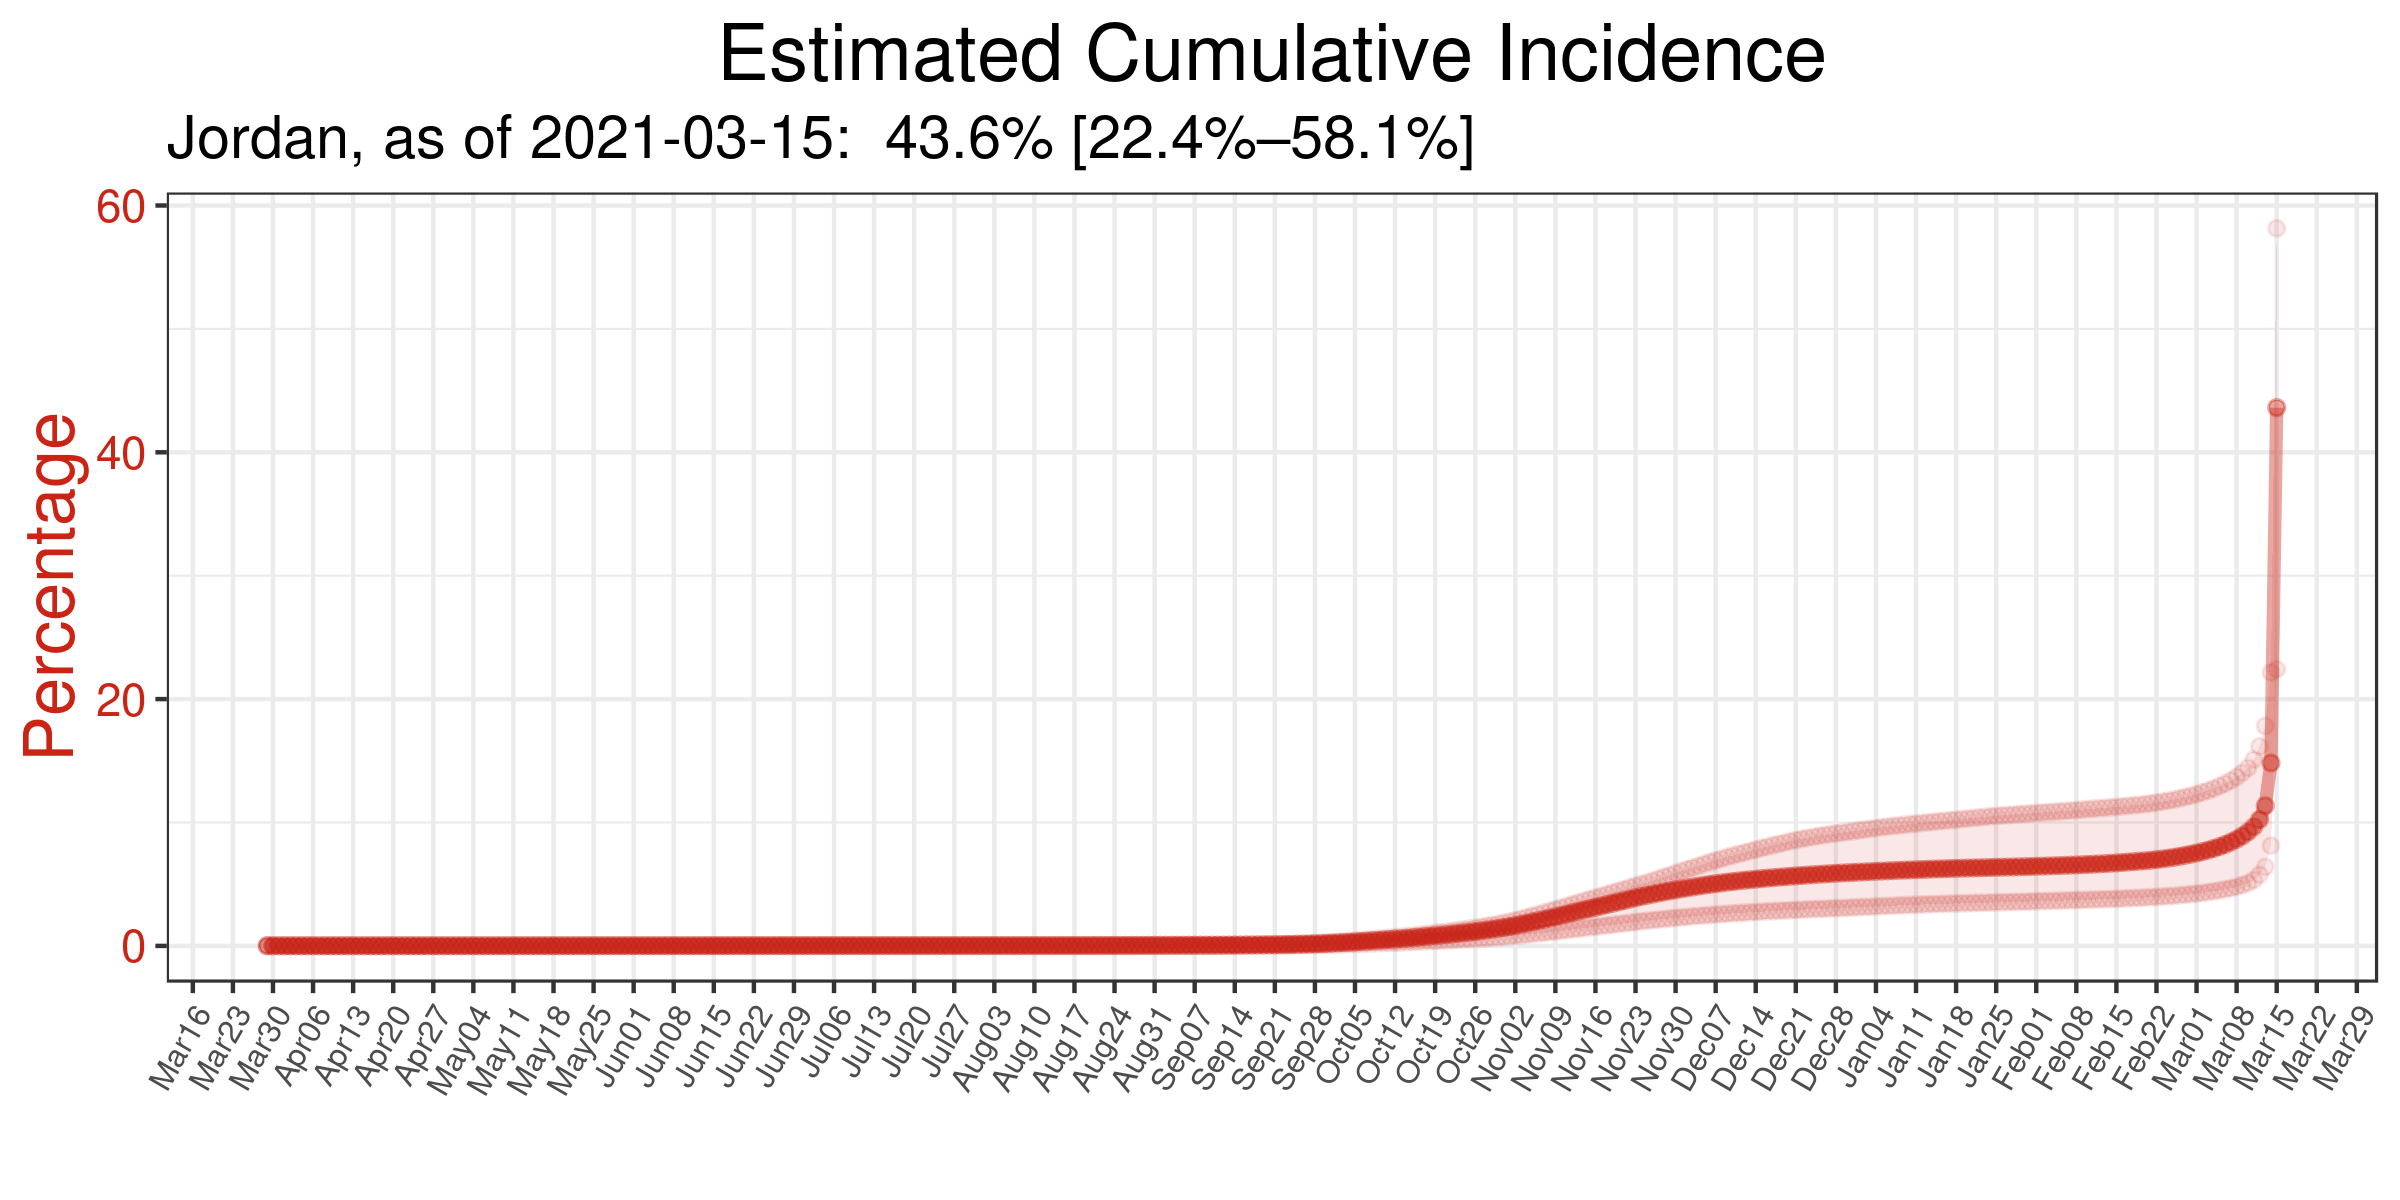 Estimated Cumulative Incidence
Jordan, as of 2021-03-15:  43.6% [22.4%–58.1%]
Percentage
60
40
20
0
Mar16
Mar23
Mar30
Apr06
Apr13
Apr20
Apr27
May04
May11
May18
May25
Jun01
Jun08
Jun15
Jun22
Jun29
Jul06
Jul13
Jul20
Jul27
Aug03
Aug10
Aug17
Aug24
Aug31
Sep07
Sep14
Sep21
Sep28
Oct05
Oct12
Oct19
Oct26
Nov02
Nov09
Nov16
Nov23
Nov30
Dec07
Dec14
Dec21
Dec28
Jan04
Jan11
Jan18
Jan25
Feb01
Feb08
Feb15
Feb22
Mar01
Mar08
Mar15
Mar22
Mar29